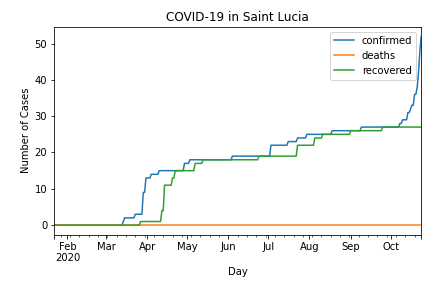 COVID-19 in Saint Lucia
confirmed
deaths
recovered
Number of Cases
50
40
30
20
10
0
Feb Mar Apr May Jun Jul Aug Sep Oct
2020
Day